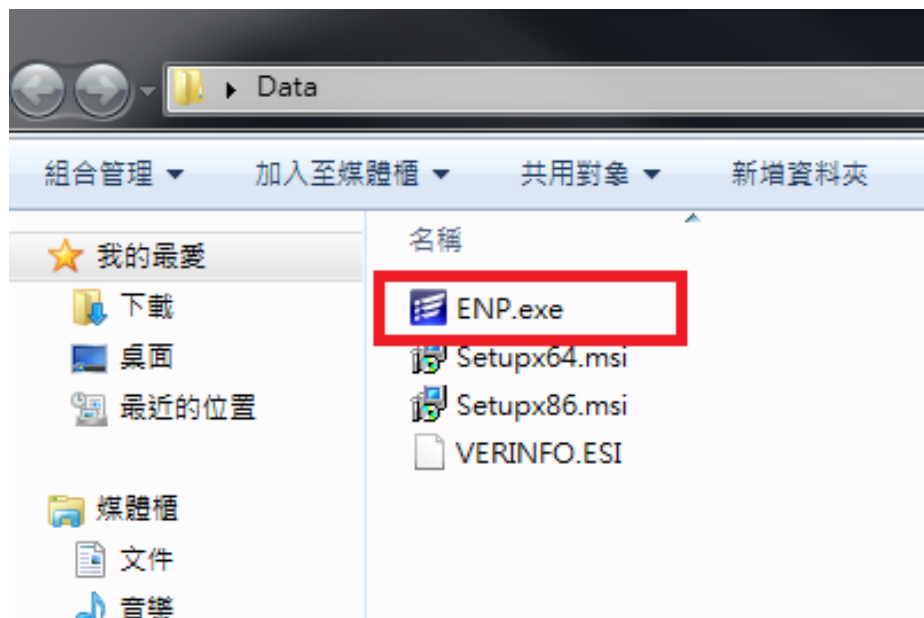 Data
組合管理 加入至媒體櫃 共用對象 新增資料夾
我的最愛
下載
桌面
最近的位置
媒體櫃
文件
音樂
名稱
ENP.exe
Setupx64.msi
Setupx86.msi
VERINFO.ESI